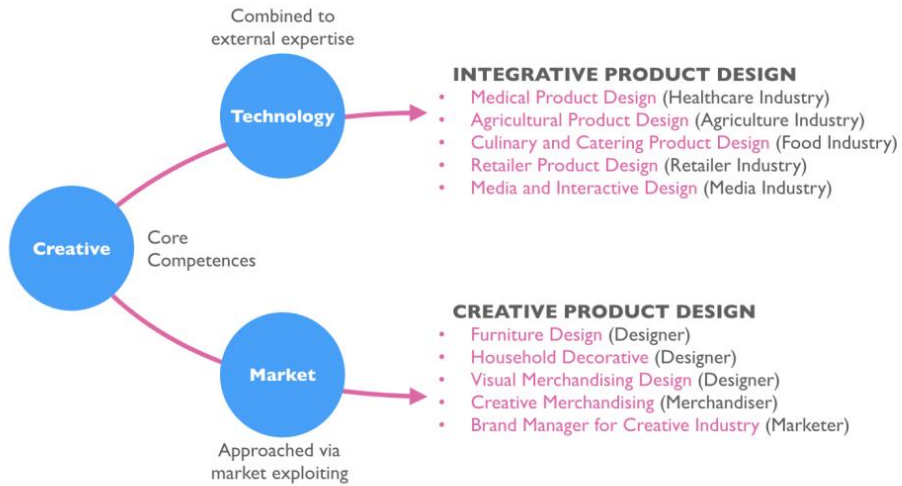 Combined to
external expertise
Technology
INTEGRATIVE PRODUCT DESIGN
• Medical Product Design (Healthcare Industry)
• Agricultural Product Design (Agriculture Industry)
• Culinary and Catering Product Design (Food Industry)
• Retailer Product Design (Retailer Industry)
• Media and Interactive Design (Media Industry)
Creative
Core
Competences
CREATIVE PRODUCT DESIGN
• Furniture Design (Designer)
• Household Decorative (Designer)
• Visual Merchandising Design (Designer)
• Creative Merchandising (Merchandiser)
• Brand Manager for Creative Industry (Marketer)
Market
Approached via
market exploiting